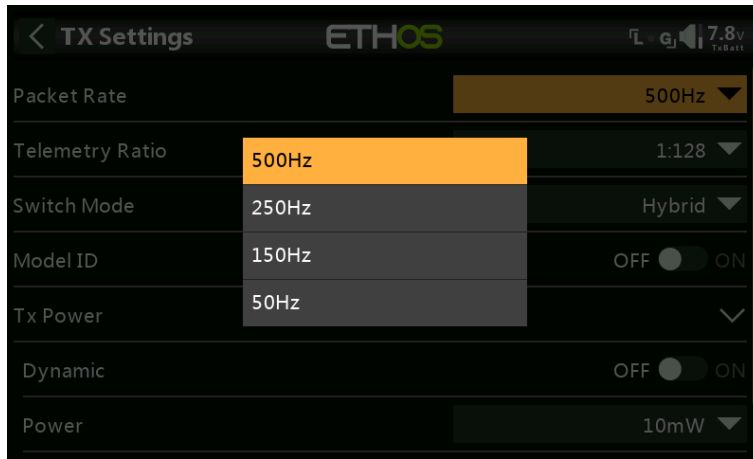 TX Settings ETHOS L G 7.8v
TxBatt
Packet Rate 500Hz
Telemetry Ratio 1:128
500Hz
Switch Mode Hybrid
250Hz
Model ID OFF ON
150Hz
50Hz
Tx Power
Dynamic OFF ON
Power 10mW